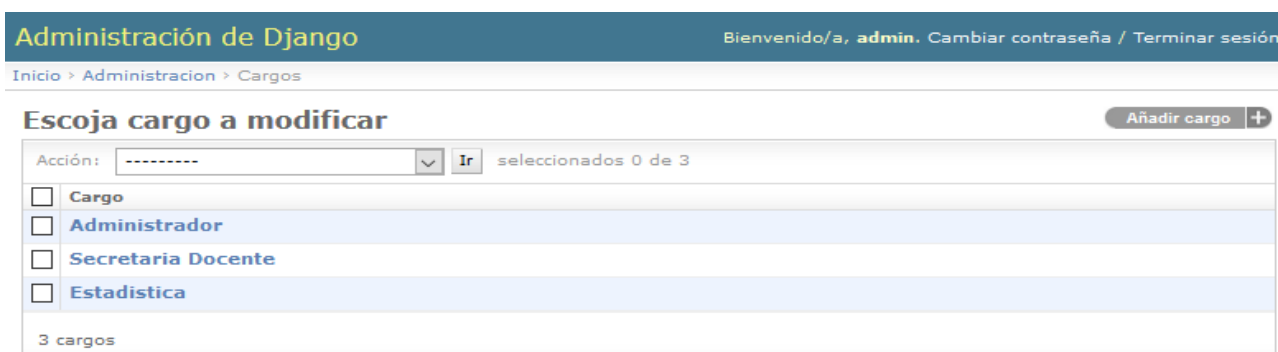 Administración de Django
Bienvenido/a, admin. Cambiar contraseña / Terminar sesión
Inicio › Administracion › Cargos
Escoja cargo a modificar
Añadir cargo +
Acción: --------- Ir seleccionados 0 de 3
Cargo
Administrador
Secretaria Docente
Estadistica
3 cargos